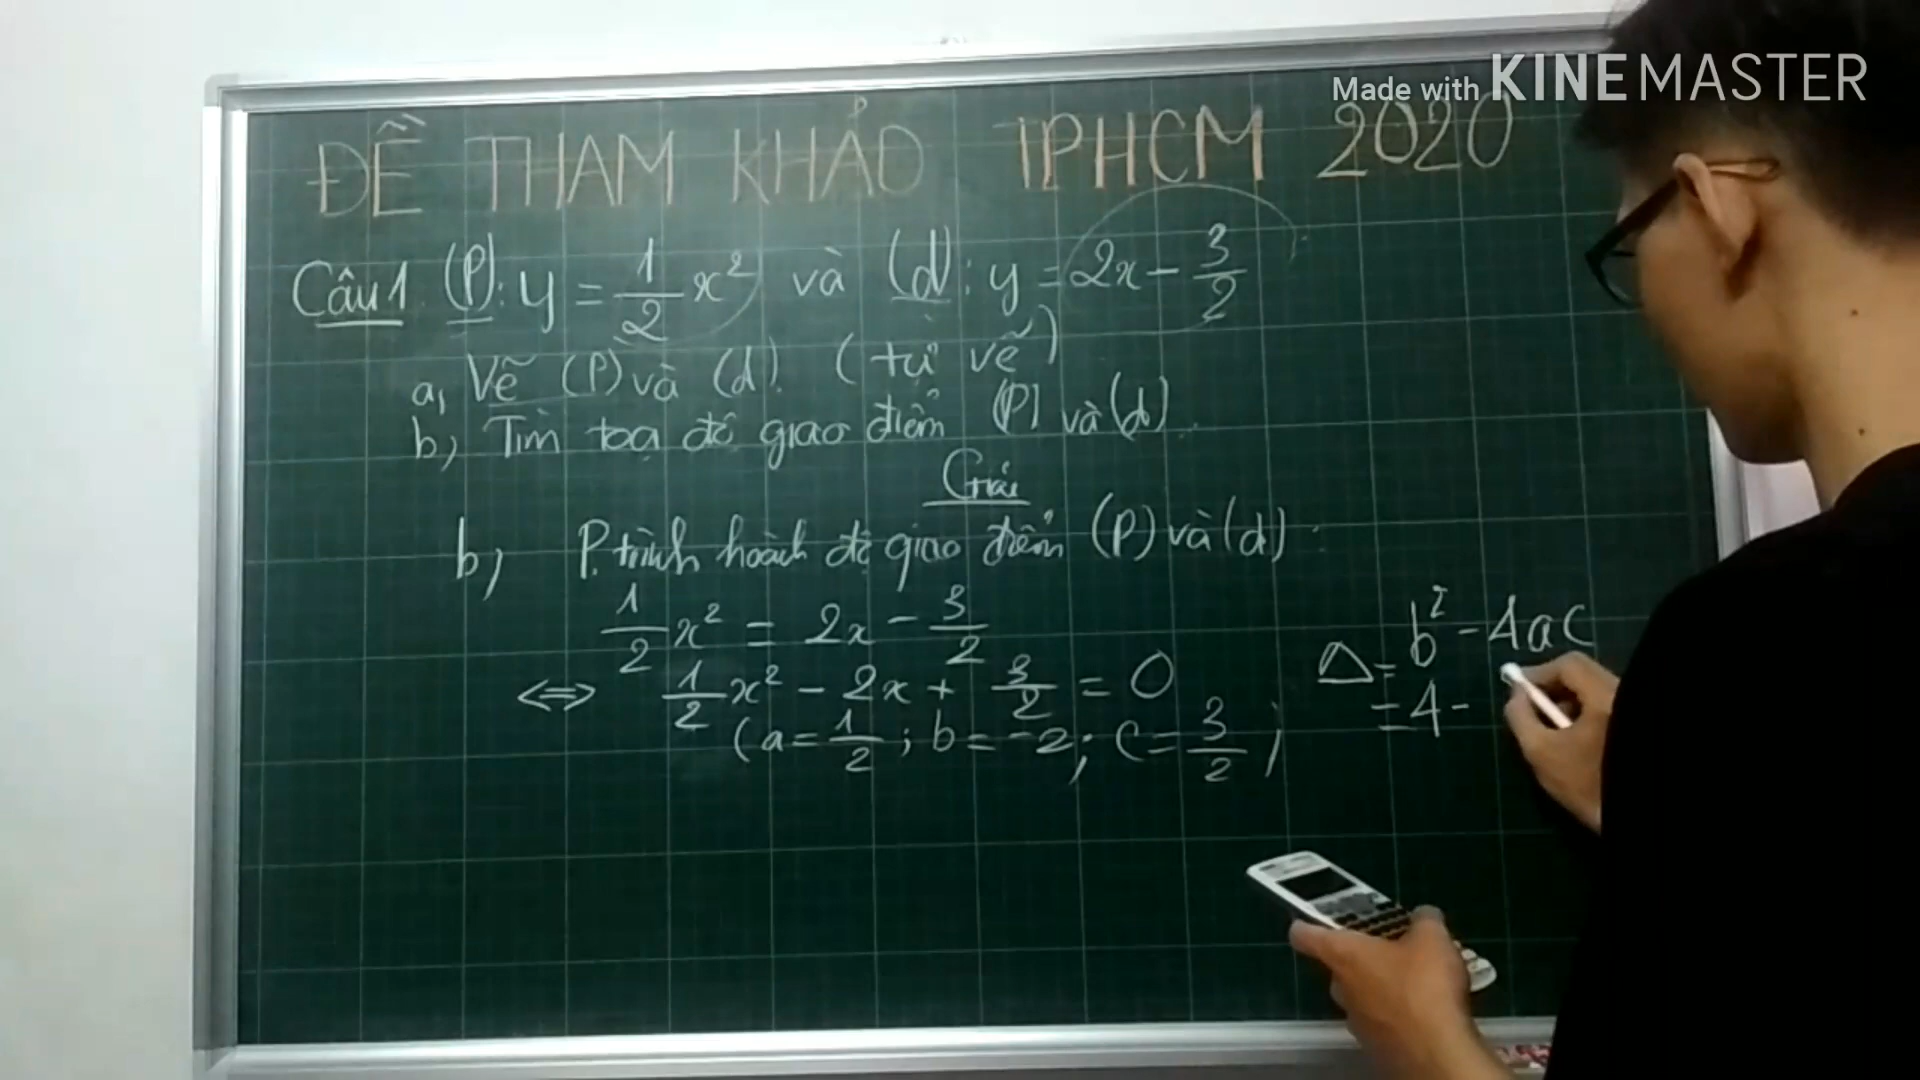 Made with KINEMASTER
ĐỀ THAM KHẢO TPHCM 2020
Câu 1. (P): y = 1/2 x² và (d): y = 2x - 3/2
a, Vẽ (P) và (d). (tự vẽ)
b, Tìm toạ độ giao điểm (P) và (d).
Giải
b, P.trình hoành độ giao điểm (P) và (d).
1/2 x² = 2x - 3/2
<=> 1/2 x² - 2x + 3/2 = 0
(a = 1/2; b = -2; c = 3/2)
Δ = b² - 4ac
= 4 -